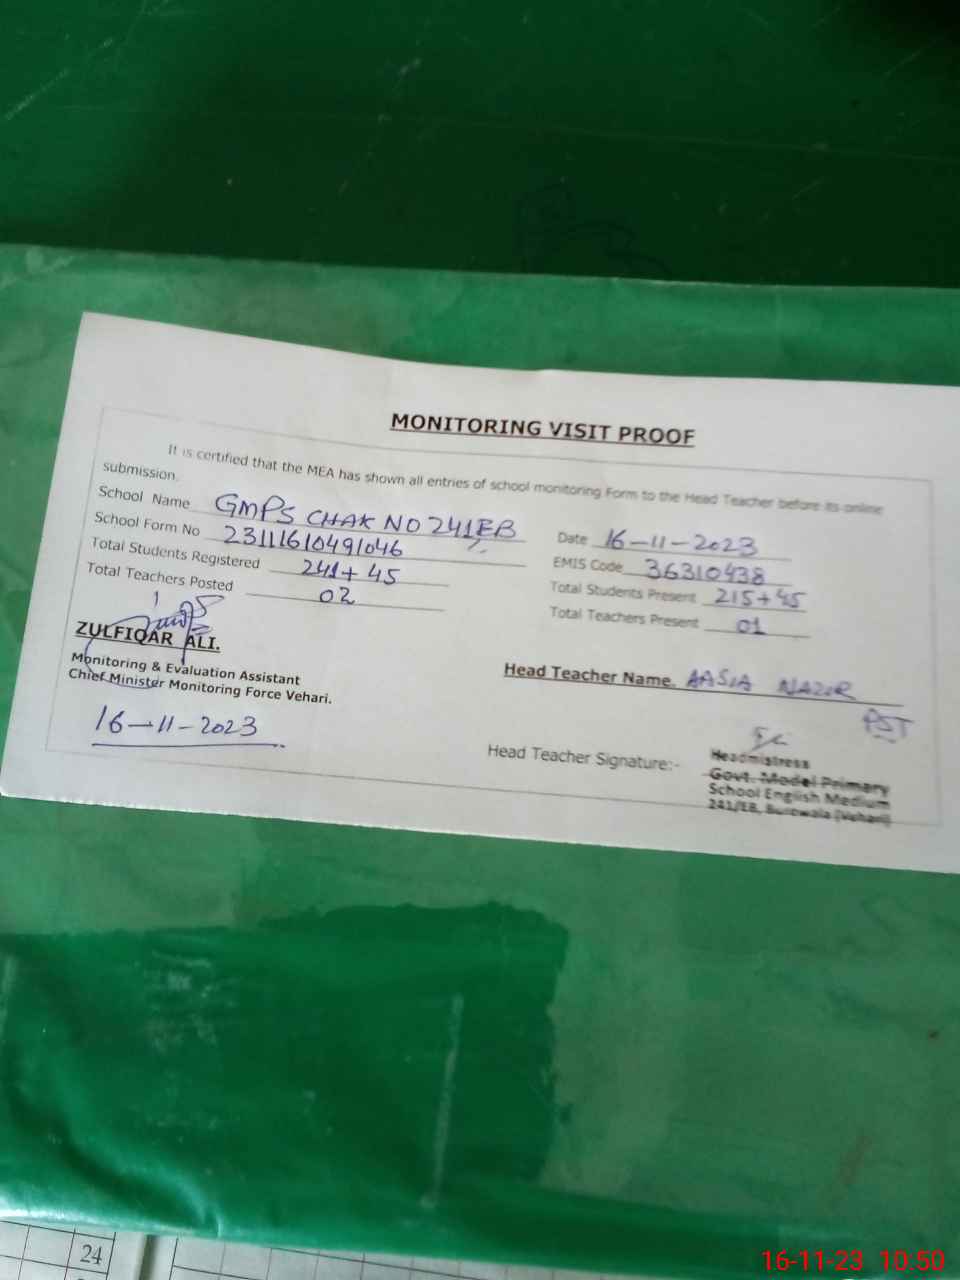 MONITORING VISIT PROOF
It is certified that the MEA has shown all entries of school monitoring Form to the Head Teacher before its online
submission.
School Name GMPS CHAK NO 241EB
Date 16-11-2023
School Form No 23111610491046
EMIS Code 36310438
Total Students Registered 241+45
Total Students Present 215+45
Total Teachers Posted 02
Total Teachers Present 01
ZULFIQAR ALI.
Monitoring & Evaluation Assistant
Chief Minister Monitoring Force Vehari.
16-11-2023
Head Teacher Name. AASIA NAZIR
PST
Head Teacher Signature:-
Headmistress
Govt. Model Primary
School English Medium
241/EB, Burewala (Vehari)
24
16-11-23 10:50